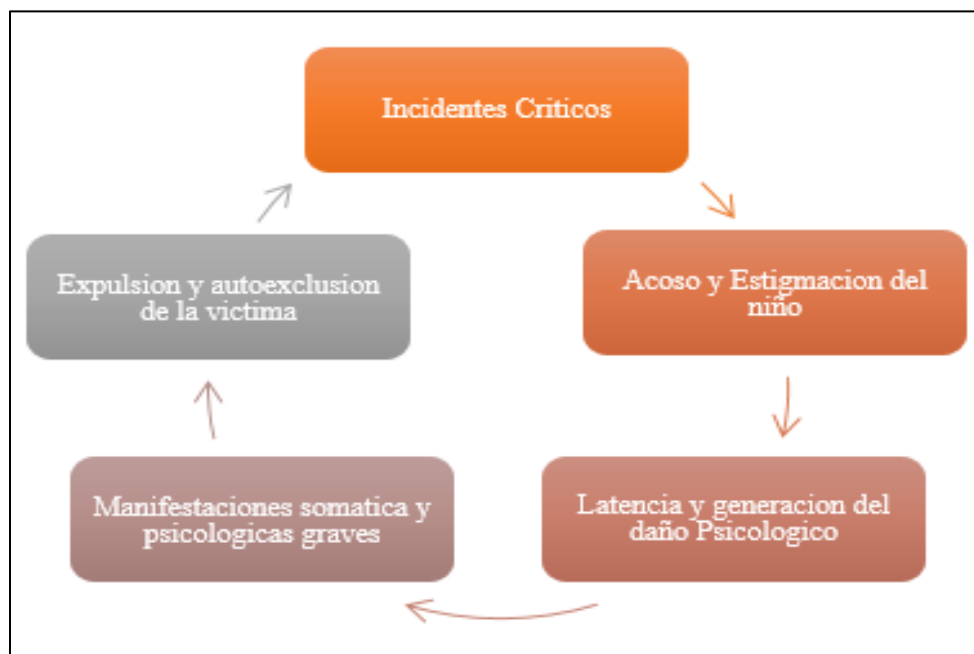 Incidentes Criticos
Acoso y Estigmacion del
niño
Latencia y generacion del
daño Psicologico
Manifestaciones somatica y
psicologicas graves
Expulsion y autoexclusion
de la victima